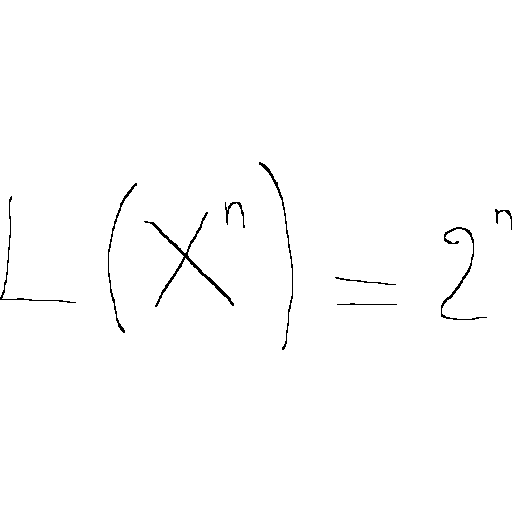 L(X^n) = 2^n